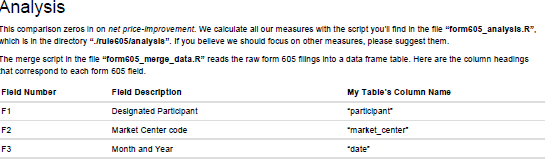 Analysis
This comparison zeros in on net price-improvement. We calculate all our measures with the script you'll find in the file “form605_analysis.R”,
which is in the directory “./rule605/analysis”. If you believe we should focus on other measures, please suggest them.
The merge script in the file “form605_merge_data.R” reads the raw form 605 filings into a data frame table. Here are the column headings
that correspond to each form 605 field.
Field Number Field Description My Table's Column Name
F1 Designated Participant “participant”
F2 Market Center code “market_center”
F3 Month and Year “date”